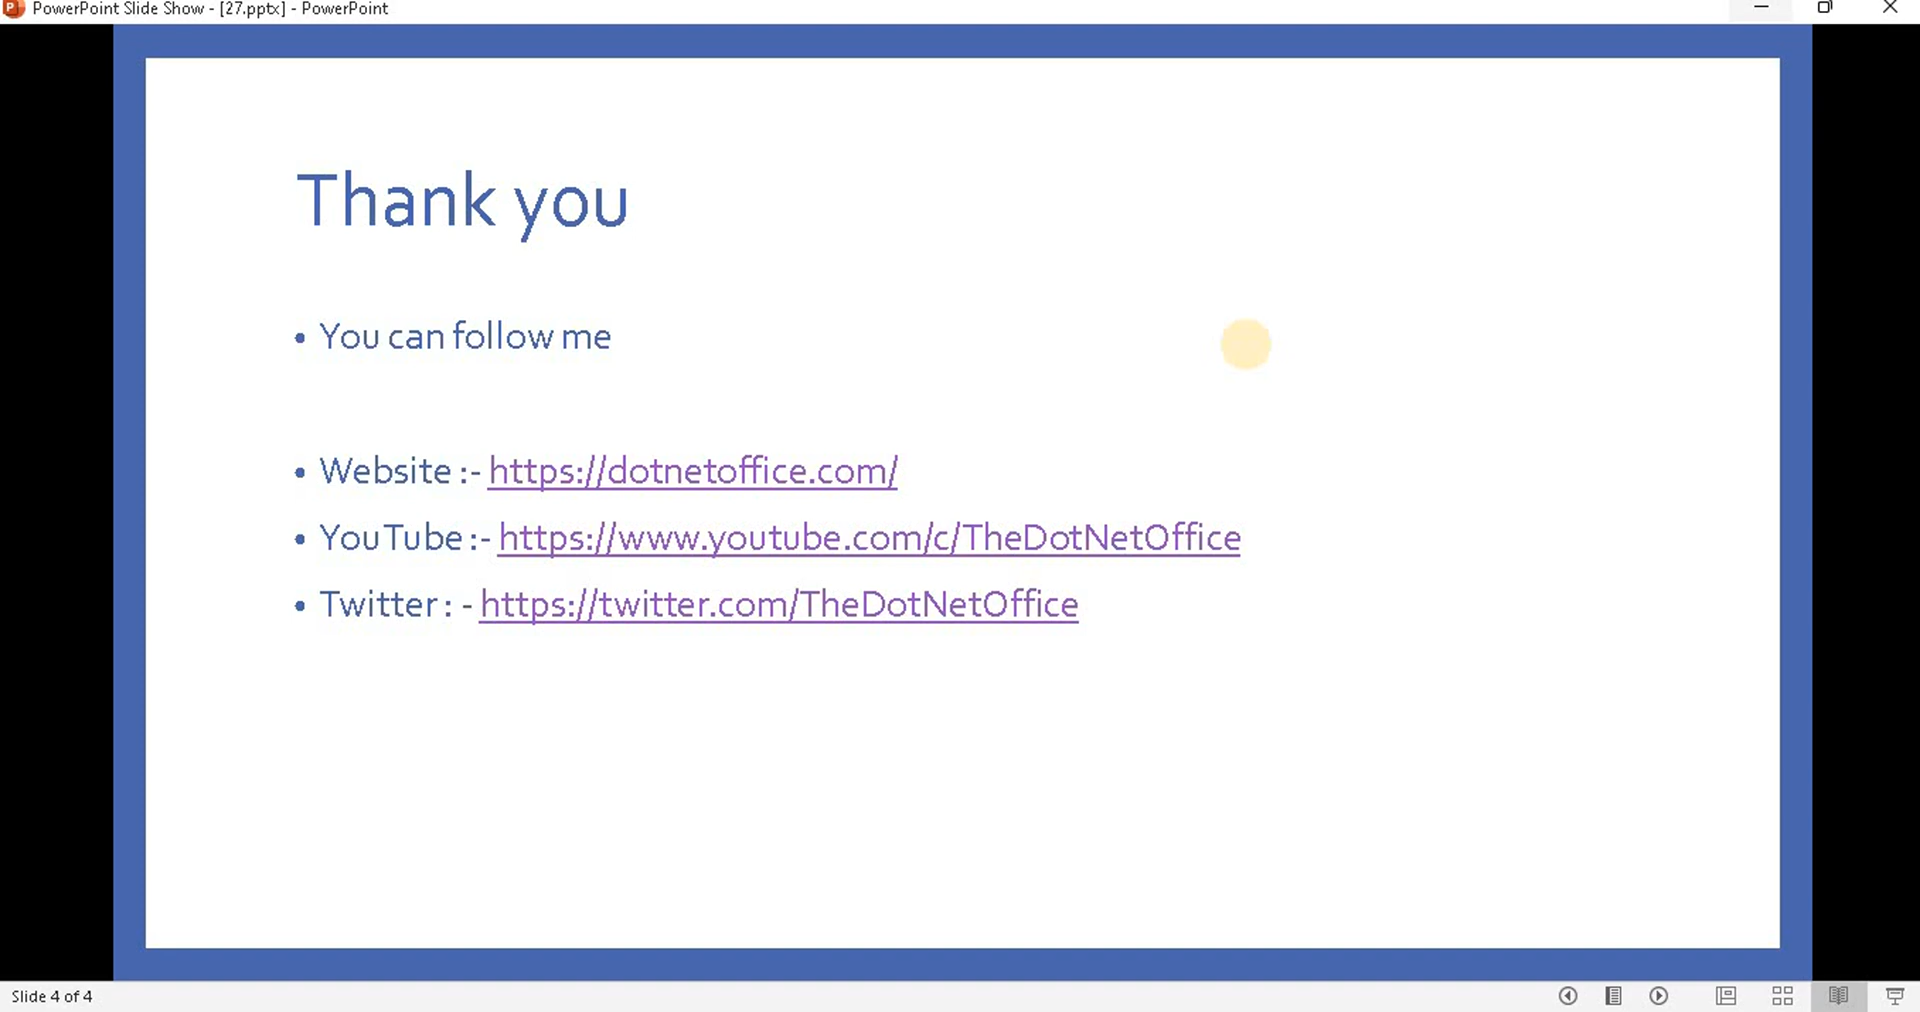 PowerPoint Slide Show - [27.pptx] - PowerPoint
Thank you
• You can follow me
• Website :- https://dotnetoffice.com/
• YouTube :- https://www.youtube.com/c/TheDotNetOffice
• Twitter : - https://twitter.com/TheDotNetOffice
Slide 4 of 4